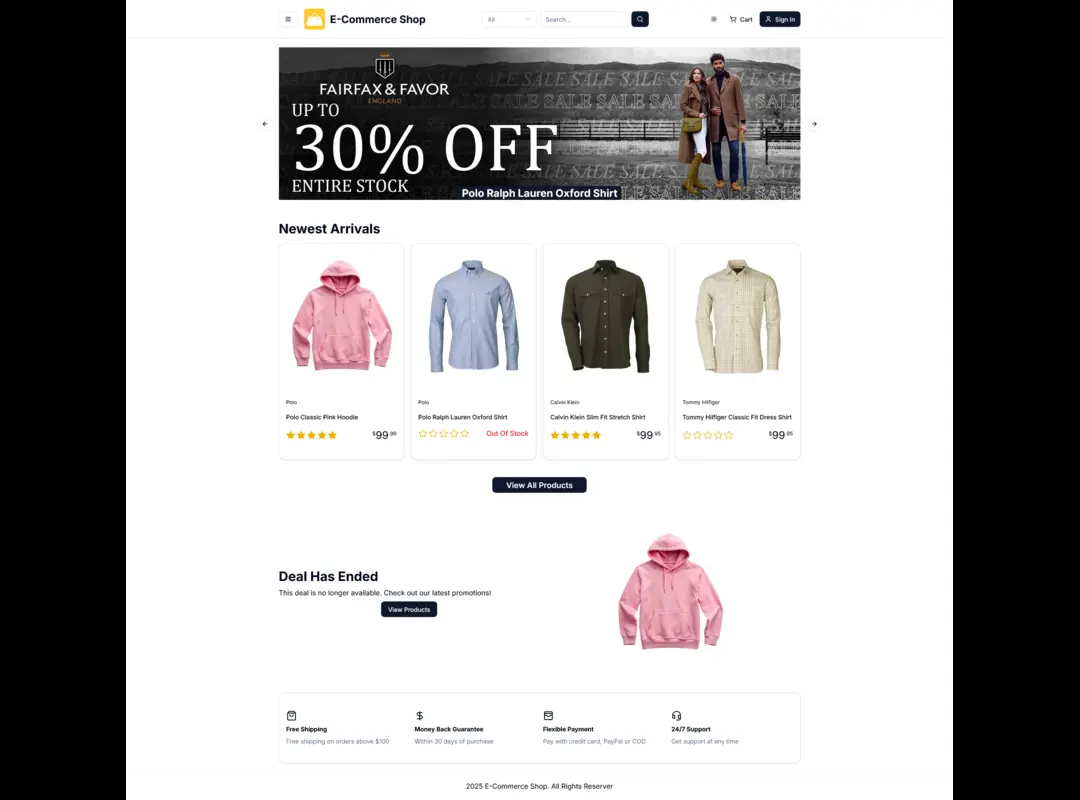 E-Commerce Shop
All
Search...
Cart
Sign In
FAIRFAX & FAVOR
ENGLAND
UP TO
30% OFF
ENTIRE STOCK
SALE SALE SALE SALE SALE SALE
SALE SALE SALE SALE
Polo Ralph Lauren Oxford Shirt
Newest Arrivals
Polo
Polo Classic Pink Hoodie
$99.99
Polo
Polo Ralph Lauren Oxford Shirt
Out Of Stock
Calvin Klein
Calvin Klein Slim Fit Stretch Shirt
$99.95
Tommy Hilfiger
Tommy Hilfiger Classic Fit Dress Shirt
$99.95
View All Products
Deal Has Ended
This deal is no longer available. Check out our latest promotions!
View Products
Free Shipping
Free shipping on orders above $100
Money Back Guarantee
Within 30 days of purchase
Flexible Payment
Pay with credit card, PayPal or COD
24/7 Support
Get support at any time
2025 E-Commerce Shop. All Rights Reserver